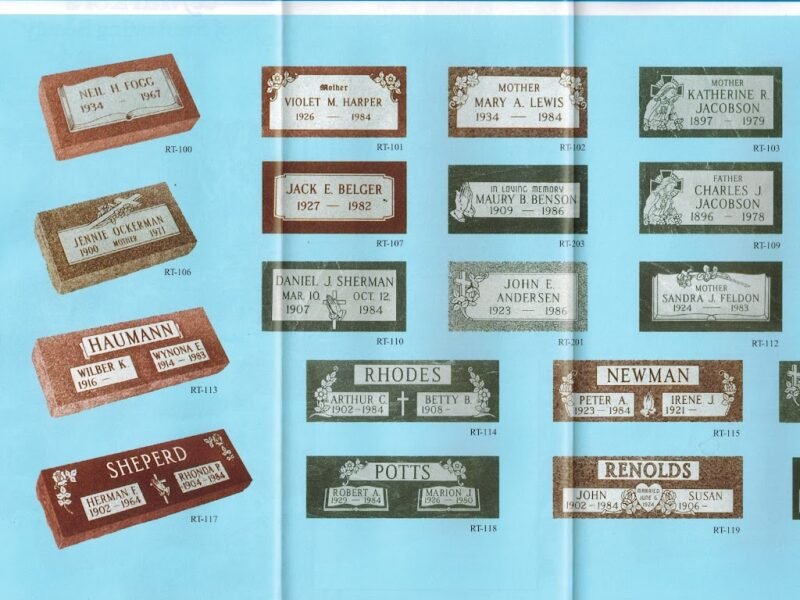 NEIL H. FOGG
1934 - 1967
RT-100
Mother
VIOLET M. HARPER
1926 — 1984
RT-101
MOTHER
MARY A. LEWIS
1934 — 1984
RT-102
MOTHER
KATHERINE R.
JACOBSON
1897 — 1979
RT-103
JENNIE OCKERMAN
1900 MOTHER 1971
RT-106
JACK E. BELGER
1927 — 1982
RT-107
IN LOVING MEMORY
MAURY B. BENSON
1909 — 1986
RT-203
FATHER
CHARLES J.
JACOBSON
1896 — 1978
RT-109
DANIEL J. SHERMAN
MAR. 10, OCT. 12,
1907 1984
RT-110
JOHN E.
ANDERSEN
1923 — 1986
RT-201
MOTHER
SANDRA J. FELDON
1924 — 1983
RT-112
HAUMANN
WILBER K. WYNONA E.
1916 — 1914 – 1983
RT-113
RHODES
ARTHUR C. BETTY B.
1902-1984 1908-
RT-114
NEWMAN
PETER A. IRENE J.
1923-1984 1921-
RT-115
SHEPERD
HERMAN F. RHONDA P.
1902-1964 1904-1984
RT-117
POTTS
ROBERT A. MARION J.
1929 — 1984 1926 — 1980
RT-118
RENOLDS
JOHN MARRIED SUSAN
1902-1984 JUNE 6 1906-
1924
RT-119